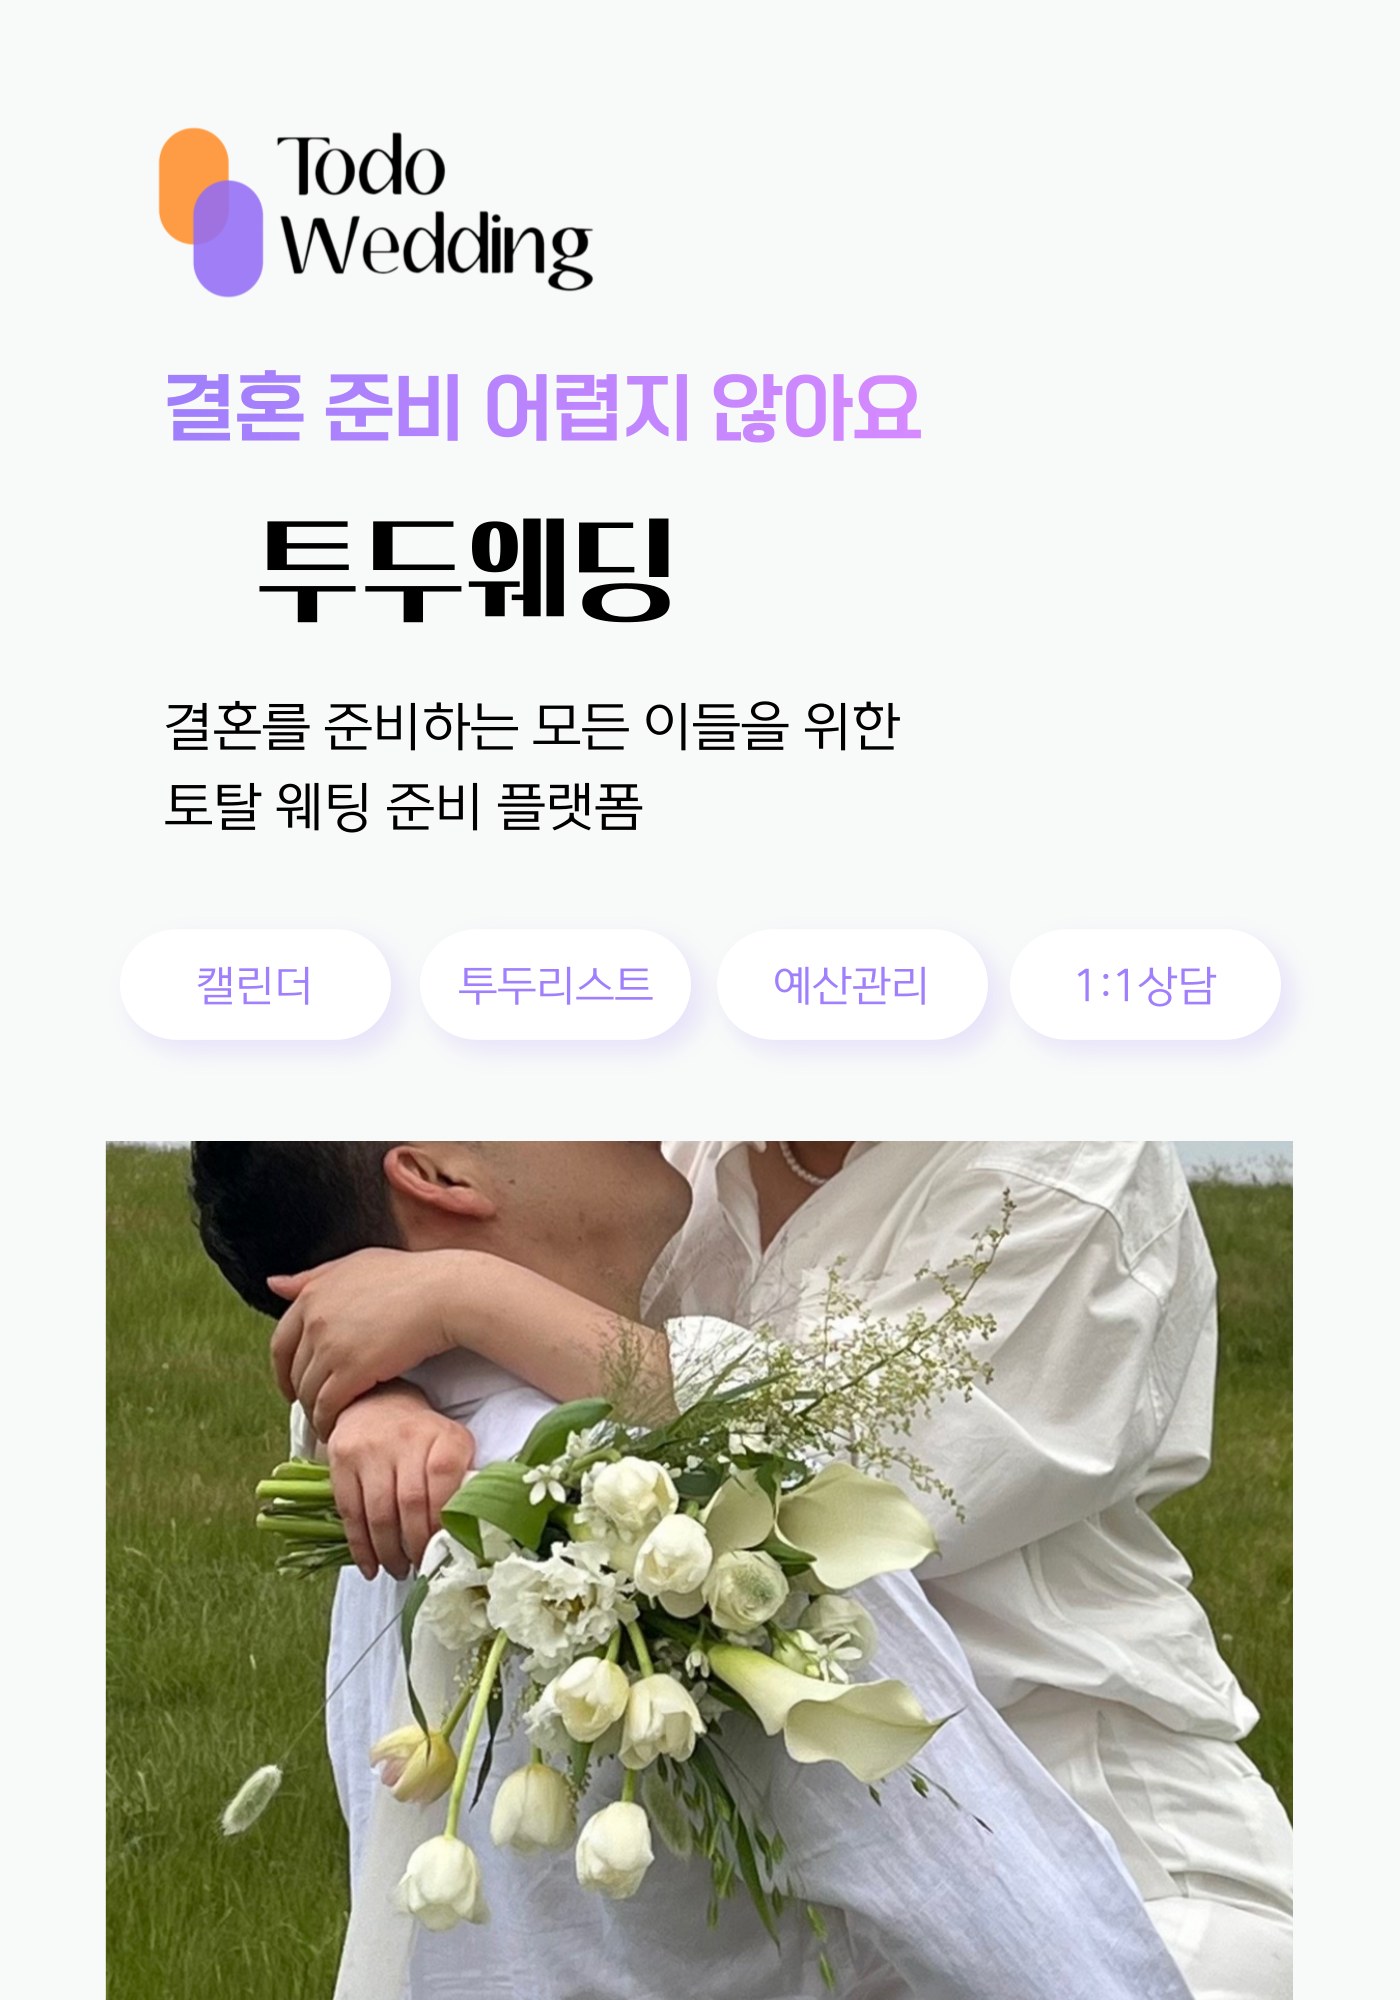 Todo
Wedding
결혼 준비 어렵지 않아요
투두웨딩
결혼를 준비하는 모든 이들을 위한
토탈 웨팅 준비 플랫폼
캘린더
투두리스트
예산관리
1:1상담